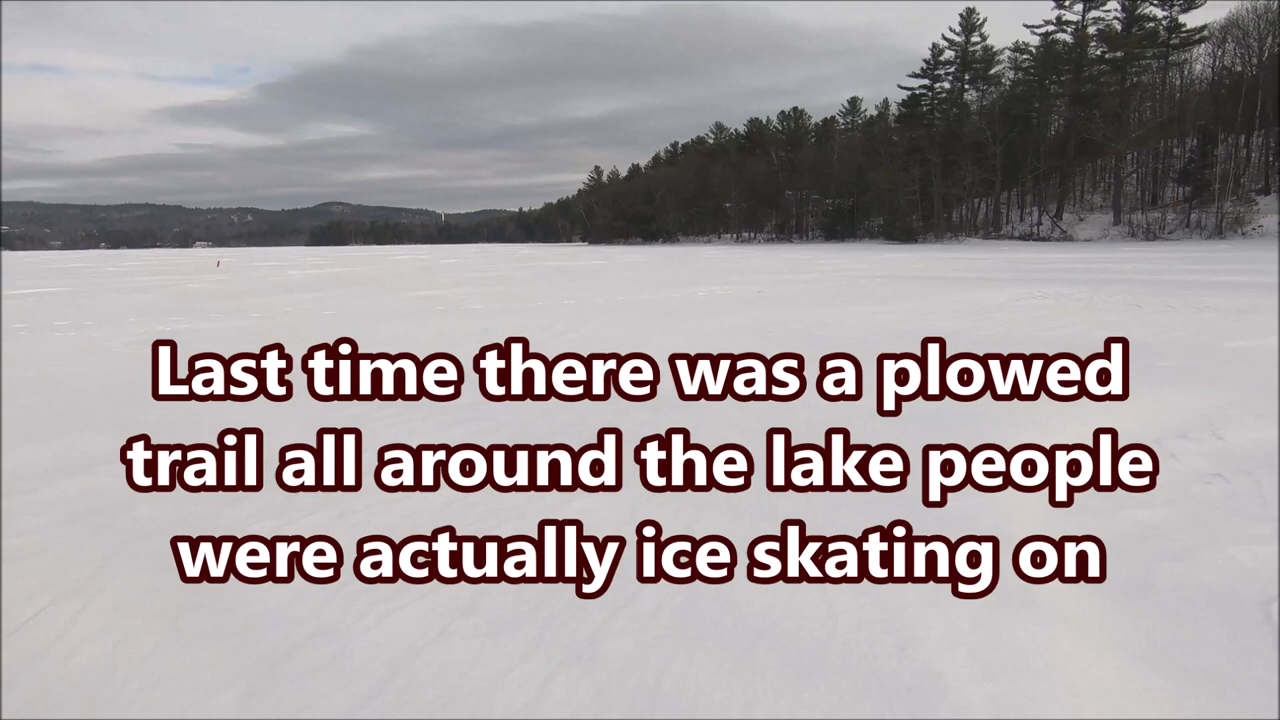 Last time there was a plowed
trail all around the lake people
were actually ice skating on